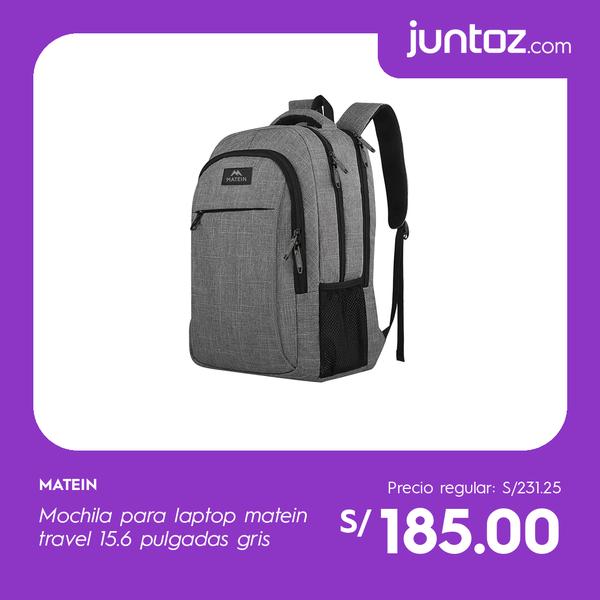 juntoz.com
MATEIN
MATEIN
Mochila para laptop matein
travel 15.6 pulgadas gris
Precio regular: S/231.25
S/185.00